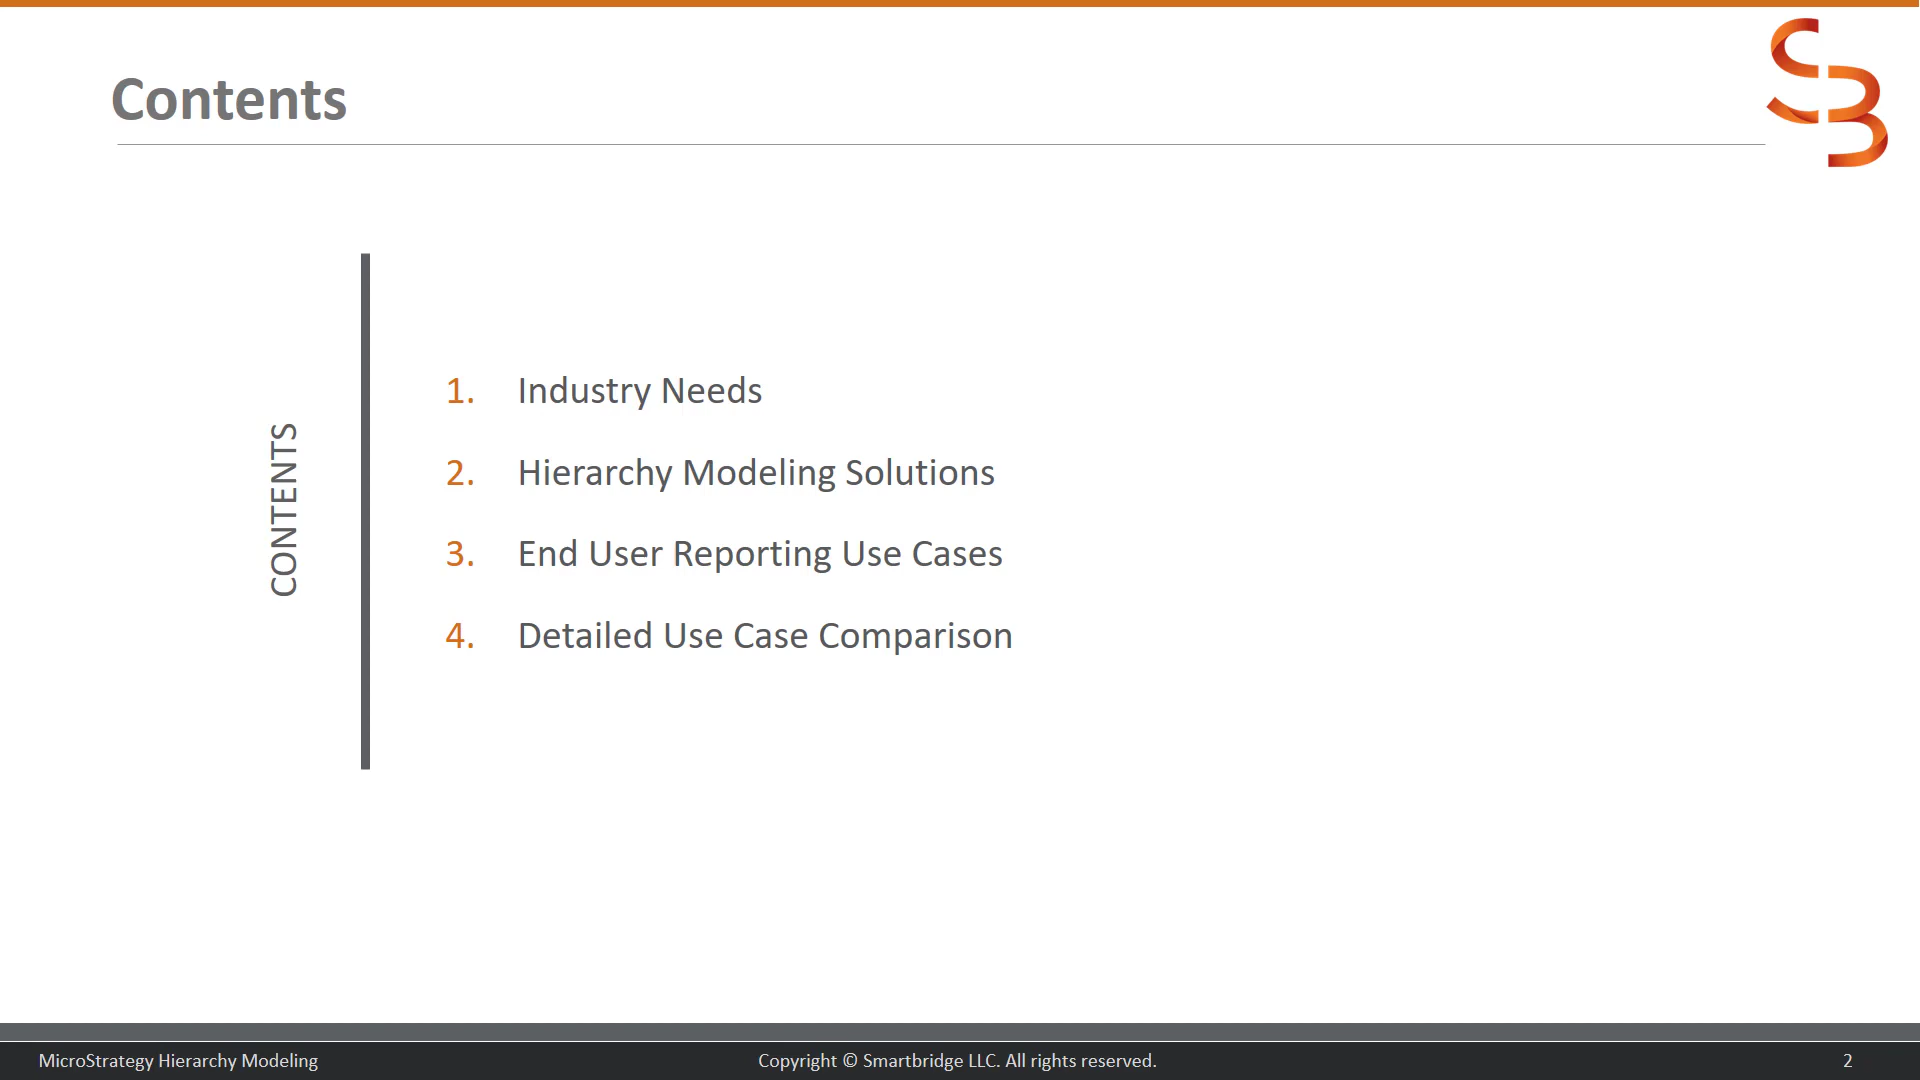 Contents
SB
CONTENTS
1. Industry Needs
2. Hierarchy Modeling Solutions
3. End User Reporting Use Cases
4. Detailed Use Case Comparison
MicroStrategy Hierarchy Modeling
Copyright © Smartbridge LLC. All rights reserved.
2